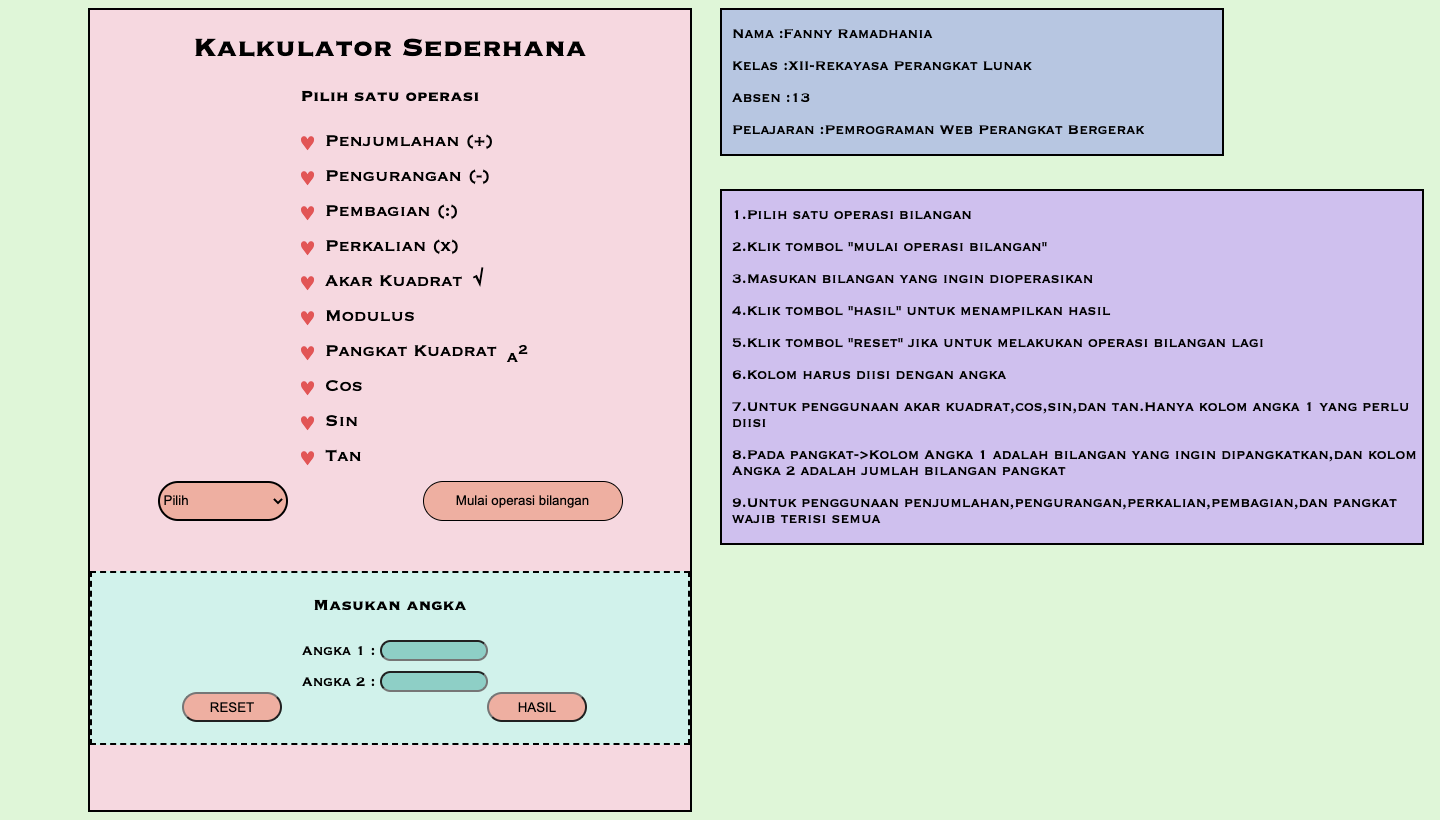 Kalkulator Sederhana
Pilih satu operasi
Penjumlahan (+)
Pengurangan (-)
Pembagian (:)
Perkalian (x)
Akar Kuadrat √
Modulus
Pangkat Kuadrat A²
Cos
Sin
Tan
Pilih
Mulai operasi bilangan
Masukan angka
Angka 1 :
Angka 2 :
RESET
HASIL
Nama :Fanny Ramadhania
Kelas :XII-Rekayasa Perangkat Lunak
Absen :13
Pelajaran :Pemrograman Web Perangkat Bergerak
1.Pilih satu operasi bilangan
2.Klik tombol "mulai operasi bilangan"
3.Masukan bilangan yang ingin dioperasikan
4.Klik tombol "hasil" untuk menampilkan hasil
5.Klik tombol "reset" jika untuk melakukan operasi bilangan lagi
6.Kolom harus diisi dengan angka
7.Untuk penggunaan akar kuadrat,cos,sin,dan tan.Hanya kolom angka 1 yang perlu
diisi
8.Pada pangkat->Kolom Angka 1 adalah bilangan yang ingin dipangkatkan,dan kolom
Angka 2 adalah jumlah bilangan pangkat
9.Untuk penggunaan penjumlahan,pengurangan,perkalian,pembagian,dan pangkat
wajib terisi semua